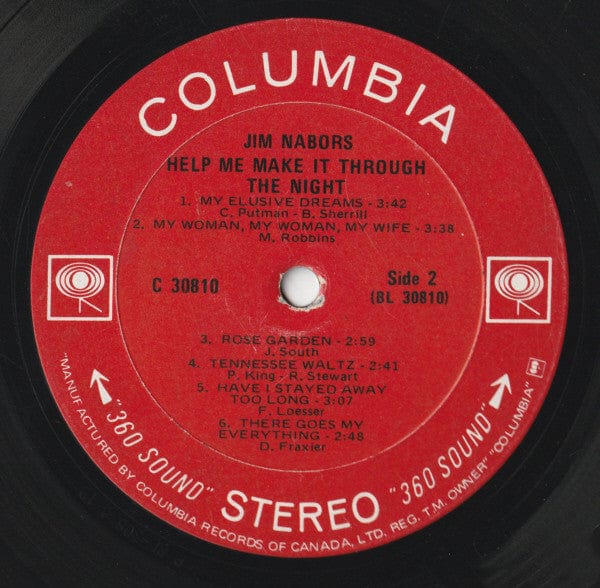 COLUMBIA
JIM NABORS
HELP ME MAKE IT THROUGH
THE NIGHT
1. MY ELUSIVE DREAMS - 3:42
C. Putman - B. Sherrill
2. MY WOMAN, MY WOMAN, MY WIFE - 3:38
M. Robbins
C 30810
Side 2
(BL 30810)
3. ROSE GARDEN - 2:59
J. South
4. TENNESSEE WALTZ - 2:41
P. King - R. Stewart
5. HAVE I STAYED AWAY
TOO LONG - 3:07
F. Loesser
6. THERE GOES MY
EVERYTHING - 2:48
D. Fraxier
"360 SOUND" STEREO "360 SOUND"
"MANUFACTURED BY COLUMBIA RECORDS OF CANADA, LTD. REG. T.M. OWNER" "COLUMBIA"